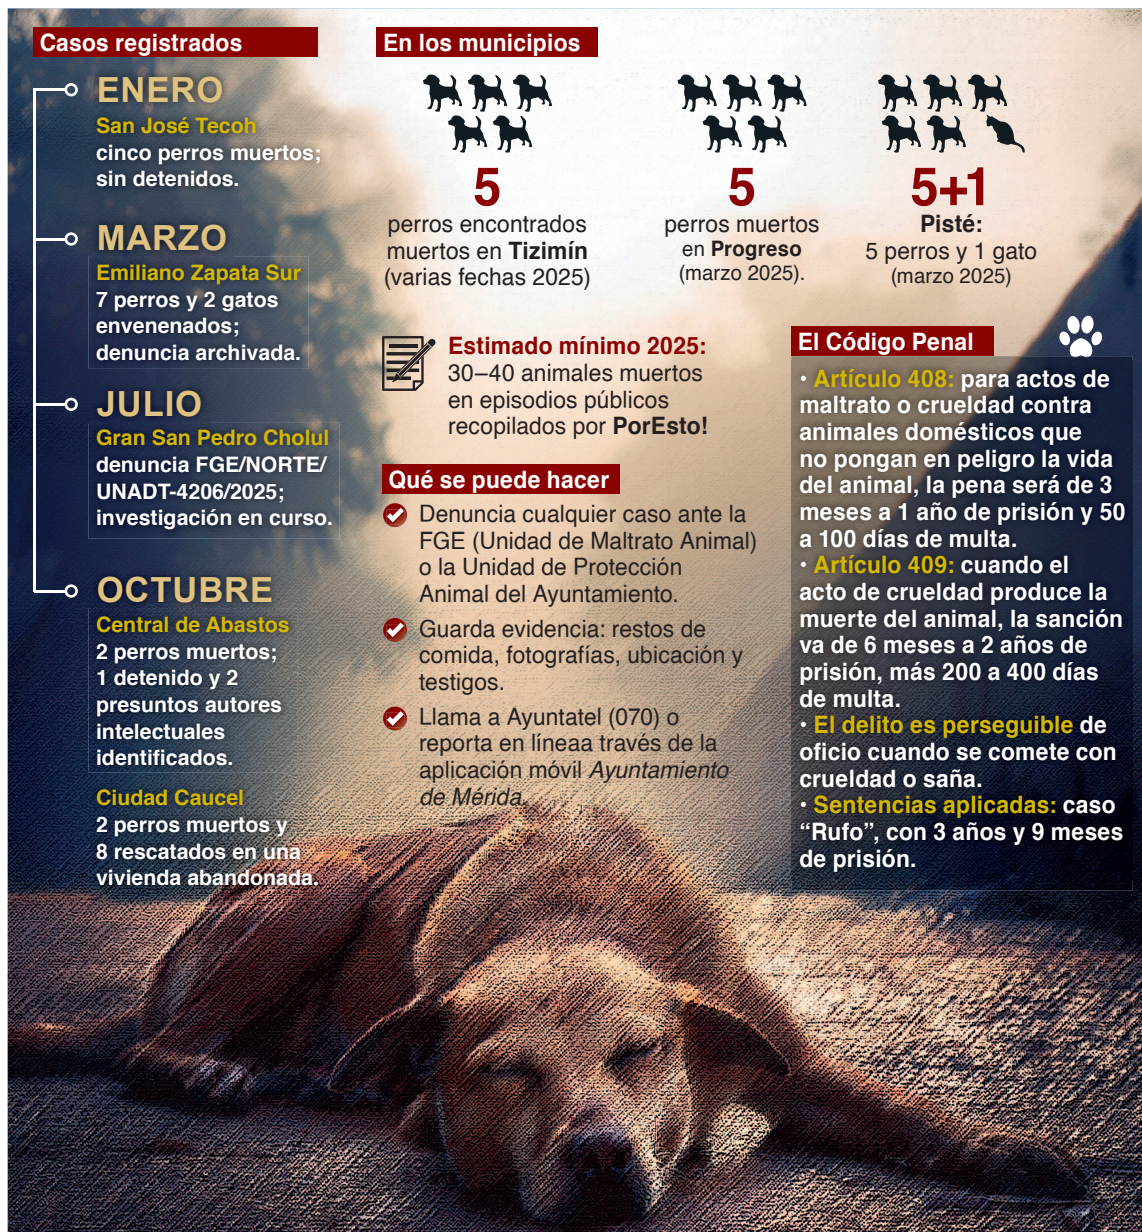 Casos registrados
ENERO
San José Tecoh
cinco perros muertos;
sin detenidos.
MARZO
Emiliano Zapata Sur
7 perros y 2 gatos
envenenados;
denuncia archivada.
JULIO
Gran San Pedro Cholul
denuncia FGE/NORTE/
UNADT-4206/2025;
investigación en curso.
OCTUBRE
Central de Abastos
2 perros muertos;
1 detenido y 2
presuntos autores
intelectuales
identificados.
Ciudad Caucel
2 perros muertos y
8 rescatados en una
vivienda abandonada.
En los municipios
5
perros encontrados
muertos en Tizimín
(varias fechas 2025)
5
perros muertos
en Progreso
(marzo 2025).
5+1
Pisté:
5 perros y 1 gato
(marzo 2025)
Estimado mínimo 2025:
30–40 animales muertos
en episodios públicos
recopilados por PorEsto!
Qué se puede hacer
Denuncia cualquier caso ante la
FGE (Unidad de Maltrato Animal)
o la Unidad de Protección
Animal del Ayuntamiento.
Guarda evidencia: restos de
comida, fotografías, ubicación y
testigos.
Llama a Ayuntatel (070) o
reporta en líneaa través de la
aplicación móvil Ayuntamiento
de Mérida.
El Código Penal
· Artículo 408: para actos de
maltrato o crueldad contra
animales domésticos que
no pongan en peligro la vida
del animal, la pena será de 3
meses a 1 año de prisión y 50
a 100 días de multa.
· Artículo 409: cuando el
acto de crueldad produce la
muerte del animal, la sanción
va de 6 meses a 2 años de
prisión, más 200 a 400 días
de multa.
· El delito es perseguible de
oficio cuando se comete con
crueldad o saña.
· Sentencias aplicadas: caso
“Rufo”, con 3 años y 9 meses
de prisión.